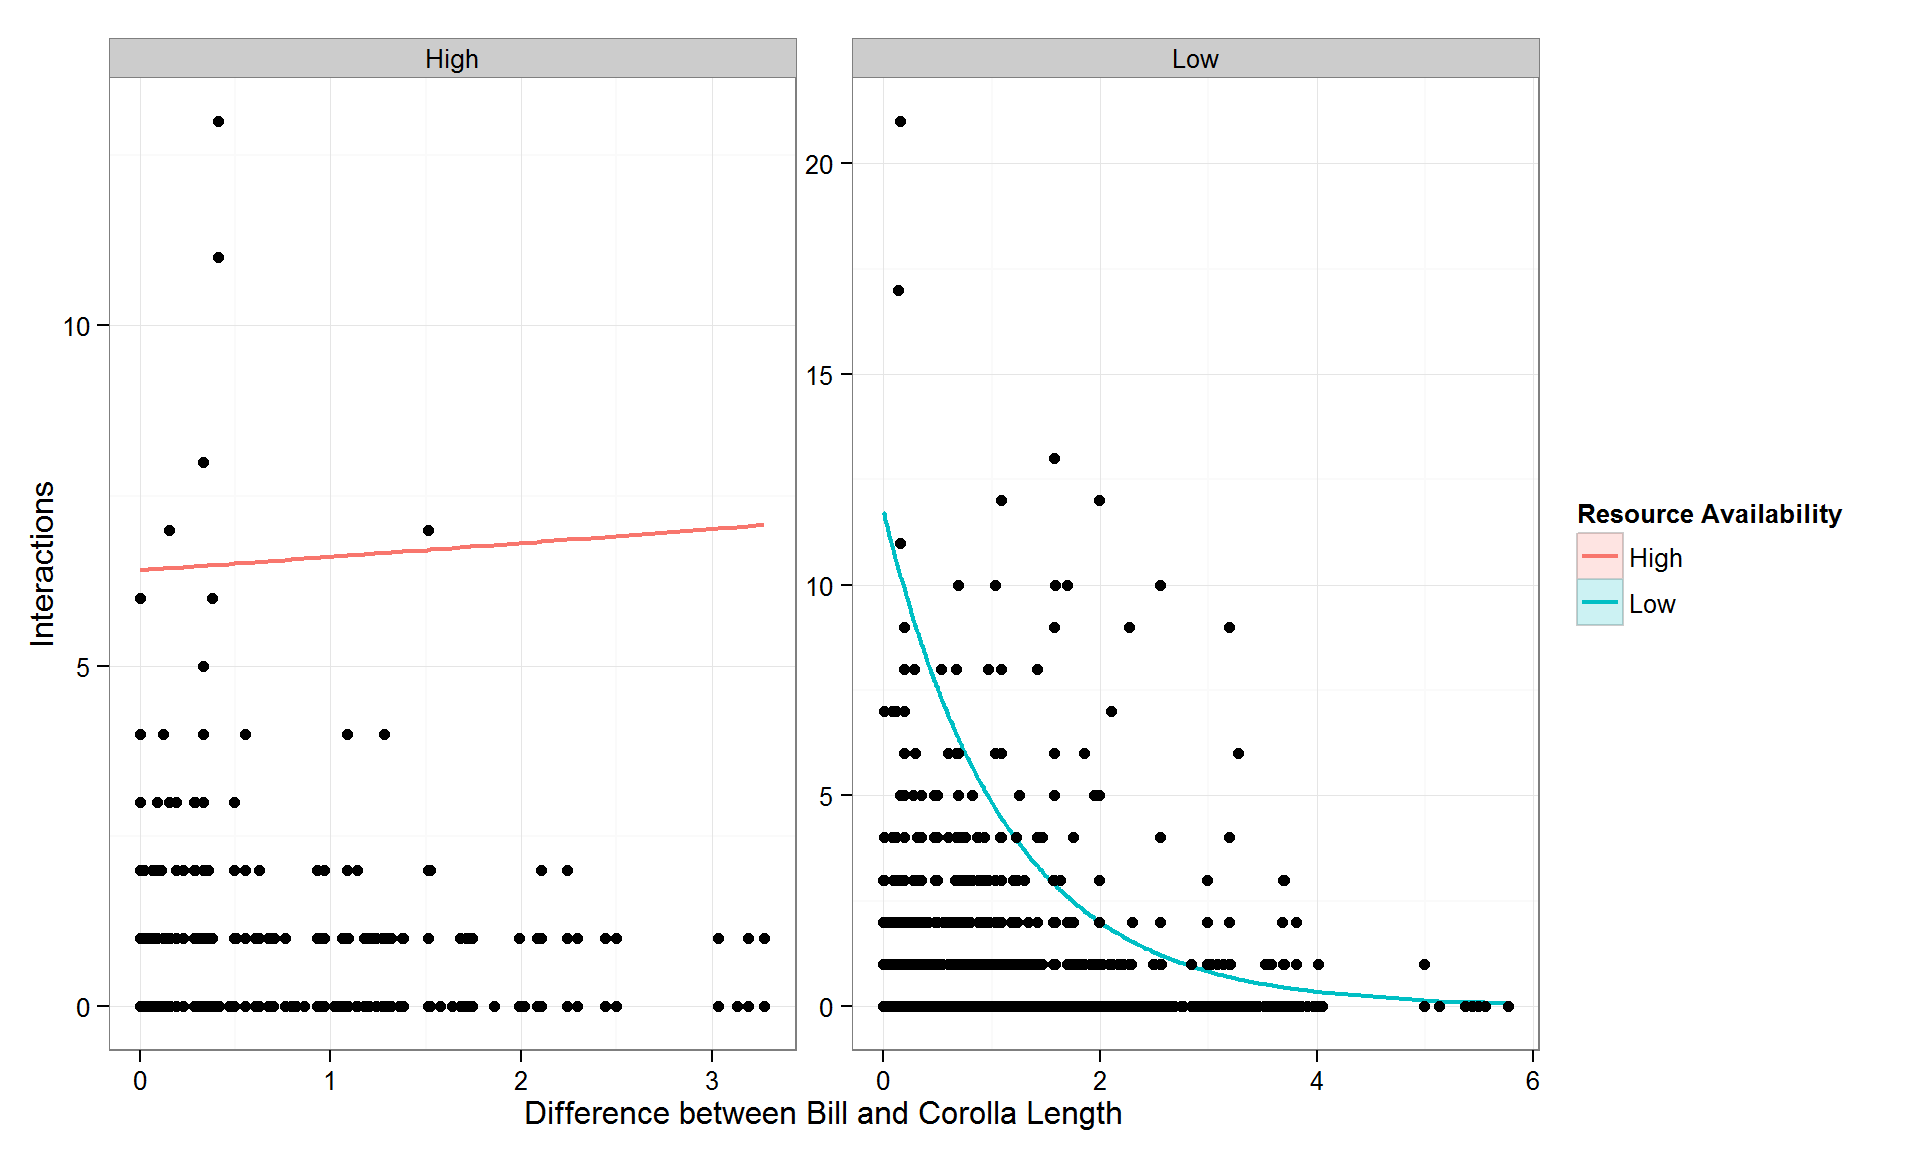 High
Low
Interactions
10
5
0
20
15
10
5
0
0
1
2
3
0
2
4
6
Difference between Bill and Corolla Length
Resource Availability
High
Low